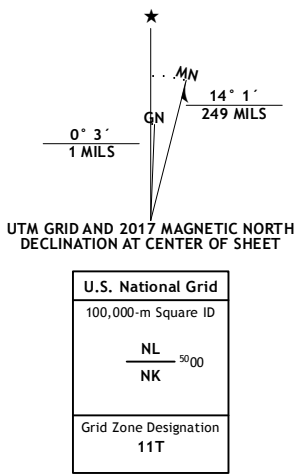 ★
MN
GN
14° 1´
249 MILS
0° 3´
1 MILS
UTM GRID AND 2017 MAGNETIC NORTH
DECLINATION AT CENTER OF SHEET
U.S. National Grid
100,000-m Square ID
NL
5000
NK
Grid Zone Designation
11T